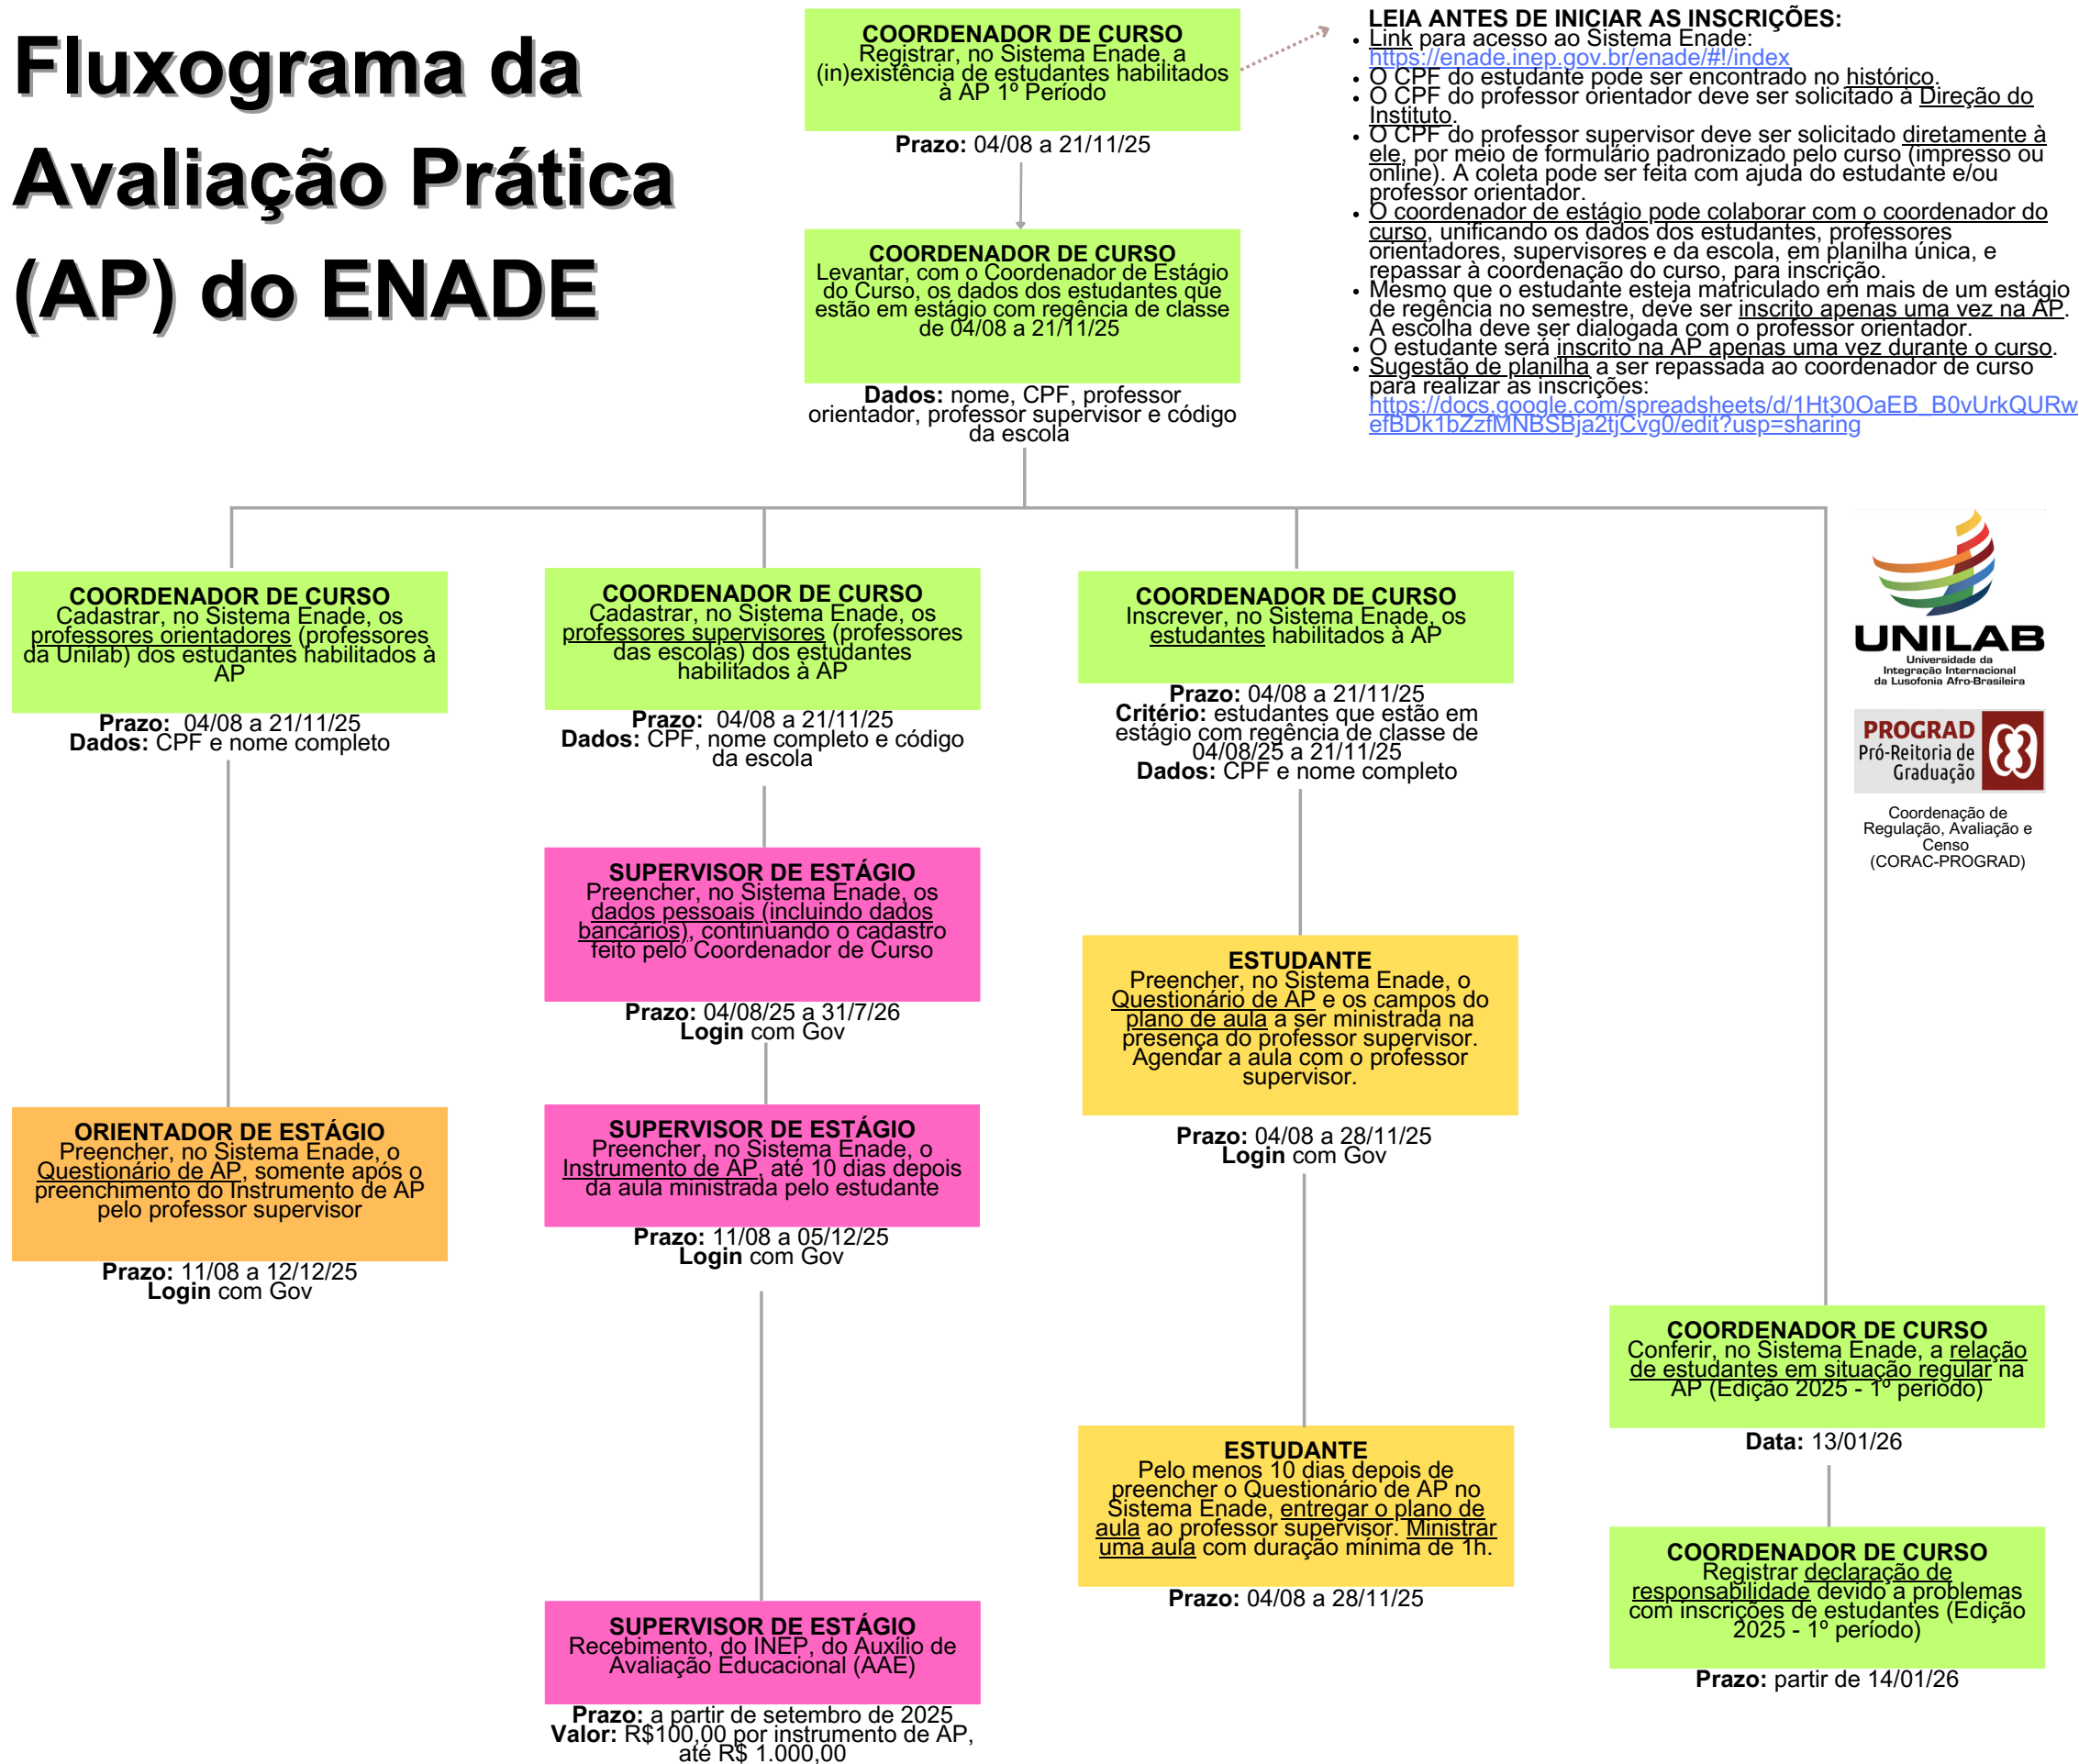 Fluxograma da
Avaliação Prática
(AP) do ENADE
COORDENADOR DE CURSO
Registrar, no Sistema Enade, a
(in)existência de estudantes habilitados
à AP 1º Período
Prazo: 04/08 a 21/11/25
LEIA ANTES DE INICIAR AS INSCRIÇÕES:
• Link para acesso ao Sistema Enade:
https://enade.inep.gov.br/enade/#!/index
• O CPF do estudante pode ser encontrado no histórico.
• O CPF do professor orientador deve ser solicitado à Direção do
Instituto.
• O CPF do professor supervisor deve ser solicitado diretamente à
ele, por meio de formulário padronizado pelo curso (impresso ou
online). A coleta pode ser feita com ajuda do estudante e/ou
professor orientador.
• O coordenador de estágio pode colaborar com o coordenador do
curso, unificando os dados dos estudantes, professores
orientadores, supervisores e da escola, em planilha única, e
repassar à coordenação do curso, para inscrição.
• Mesmo que o estudante esteja matriculado em mais de um estágio
de regência no semestre, deve ser inscrito apenas uma vez na AP.
A escolha deve ser dialogada com o professor orientador.
• O estudante será inscrito na AP apenas uma vez durante o curso.
• Sugestão de planilha a ser repassada ao coordenador de curso
para realizar as inscrições:
https://docs.google.com/spreadsheets/d/1Ht30OaEB_B0vUrkQURw
efBDk1bZzfMNBSBja2tjCvg0/edit?usp=sharing
COORDENADOR DE CURSO
Levantar, com o Coordenador de Estágio
do Curso, os dados dos estudantes que
estão em estágio com regência de classe
de 04/08 a 21/11/25
Dados: nome, CPF, professor
orientador, professor supervisor e código
da escola
COORDENADOR DE CURSO
Cadastrar, no Sistema Enade, os
professores orientadores (professores
da Unilab) dos estudantes habilitados à
AP
Prazo: 04/08 a 21/11/25
Dados: CPF e nome completo
ORIENTADOR DE ESTÁGIO
Preencher, no Sistema Enade, o
Questionário de AP, somente após o
preenchimento do Instrumento de AP
pelo professor supervisor
Prazo: 11/08 a 12/12/25
Login com Gov
COORDENADOR DE CURSO
Cadastrar, no Sistema Enade, os
professores supervisores (professores
das escolas) dos estudantes
habilitados à AP
Prazo: 04/08 a 21/11/25
Dados: CPF, nome completo e código
da escola
SUPERVISOR DE ESTÁGIO
Preencher, no Sistema Enade, os
dados pessoais (incluindo dados
bancários), continuando o cadastro
feito pelo Coordenador de Curso
Prazo: 04/08/25 a 31/7/26
Login com Gov
SUPERVISOR DE ESTÁGIO
Preencher, no Sistema Enade, o
Instrumento de AP, até 10 dias depois
da aula ministrada pelo estudante
Prazo: 11/08 a 05/12/25
Login com Gov
SUPERVISOR DE ESTÁGIO
Recebimento, do INEP, do Auxílio de
Avaliação Educacional (AAE)
Prazo: a partir de setembro de 2025
Valor: R$100,00 por instrumento de AP,
até R$ 1.000,00
COORDENADOR DE CURSO
Inscrever, no Sistema Enade, os
estudantes habilitados à AP
Prazo: 04/08 a 21/11/25
Critério: estudantes que estão em
estágio com regência de classe de
04/08/25 a 21/11/25
Dados: CPF e nome completo
ESTUDANTE
Preencher, no Sistema Enade, o
Questionário de AP e os campos do
plano de aula a ser ministrada na
presença do professor supervisor.
Agendar a aula com o professor
supervisor.
Prazo: 04/08 a 28/11/25
Login com Gov
ESTUDANTE
Pelo menos 10 dias depois de
preencher o Questionário de AP no
Sistema Enade, entregar o plano de
aula ao professor supervisor. Ministrar
uma aula com duração mínima de 1h.
Prazo: 04/08 a 28/11/25
UNILAB
Universidade da
Integração Internacional
da Lusofonia Afro-Brasileira
PROGRAD
Pró-Reitoria de
Graduação
Coordenação de
Regulação, Avaliação e
Censo
(CORAC-PROGRAD)
COORDENADOR DE CURSO
Conferir, no Sistema Enade, a relação
de estudantes em situação regular na
AP (Edição 2025 - 1º período)
Data: 13/01/26
COORDENADOR DE CURSO
Registrar declaração de
responsabilidade devido a problemas
com inscrições de estudantes (Edição
2025 - 1º período)
Prazo: partir de 14/01/26